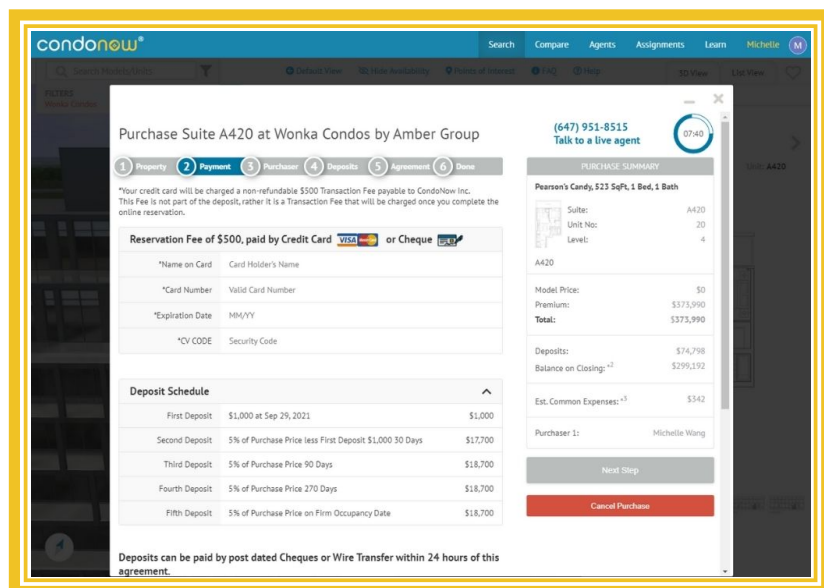 condonow®
Search Compare Agents Assignments Learn Michelle M
Search Models/Units Default View Hide Availability Points of Interest FAQ Help 3D View List View
FILTERS
Wonka Condos
Unit: A420
Purchase Suite A420 at Wonka Condos by Amber Group
(647) 951-8515
Talk to a live agent
07:40
1 Property 2 Payment 3 Purchaser 4 Deposits 5 Agreement 6 Done
*Your credit card will be charged a non-refundable $500 Transaction Fee payable to CondoNow Inc.
This Fee is not part of the deposit, rather it is a Transaction Fee that will be charged once you complete the
online reservation.
Reservation Fee of $500, paid by Credit Card VISA or Cheque
*Name on Card Card Holder's Name
*Card Number Valid Card Number
*Expiration Date MM/YY
*CV CODE Security Code
Deposit Schedule
First Deposit $1,000 at Sep 29, 2021 $1,000
Second Deposit 5% of Purchase Price less First Deposit $1,000 30 Days $17,700
Third Deposit 5% of Purchase Price 90 Days $18,700
Fourth Deposit 5% of Purchase Price 270 Days $18,700
Fifth Deposit 5% of Purchase Price on Firm Occupancy Date $18,700
Deposits can be paid by post dated Cheques or Wire Transfer within 24 hours of this
agreement.
PURCHASE SUMMARY
Pearson's Candy, 523 SqFt, 1 Bed, 1 Bath
Suite: A420
Unit No: 20
Level: 4
A420
Model Price: $0
Premium: $373,990
Total: $373,990
Deposits: $74,798
Balance on Closing: *2 $299,192
Est. Common Expenses: *3 $342
Purchaser 1: Michelle Wang
Next Step
Cancel Purchase